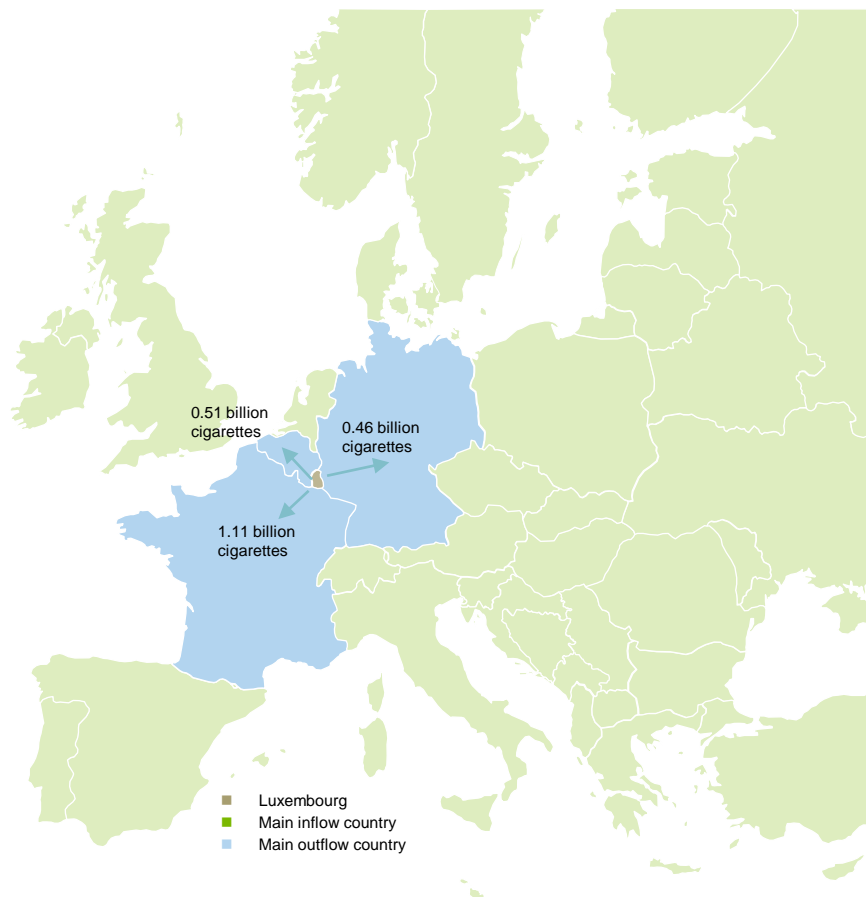 0.51 billion
cigarettes
0.46 billion
cigarettes
1.11 billion
cigarettes
Luxembourg
Main inflow country
Main outflow country